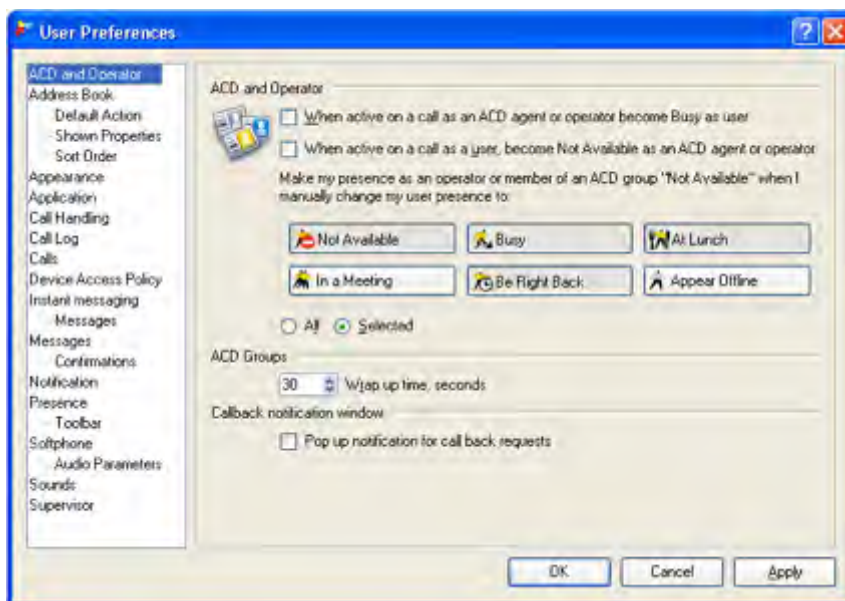 User Preferences
ACD and Operator
Address Book
Default Action
Shown Properties
Sort Order
Appearance
Application
Call Handling
Call Log
Calls
Device Access Policy
Instant messaging
Messages
Messages
Confirmations
Notification
Presence
Toolbar
Softphone
Audio Parameters
Sounds
Supervisor
ACD and Operator
When active on a call as an ACD agent or operator become Busy as user
When active on a call as a user, become Not Available as an ACD agent or operator
Make my presence as an operator or member of an ACD group "Not Available" when I
manually change my user presence to:
Not Available
Busy
At Lunch
In a Meeting
Be Right Back
Appear Offline
All
Selected
ACD Groups
30
Wrap up time, seconds
Callback notification window
Pop up notification for call back requests
OK
Cancel
Apply